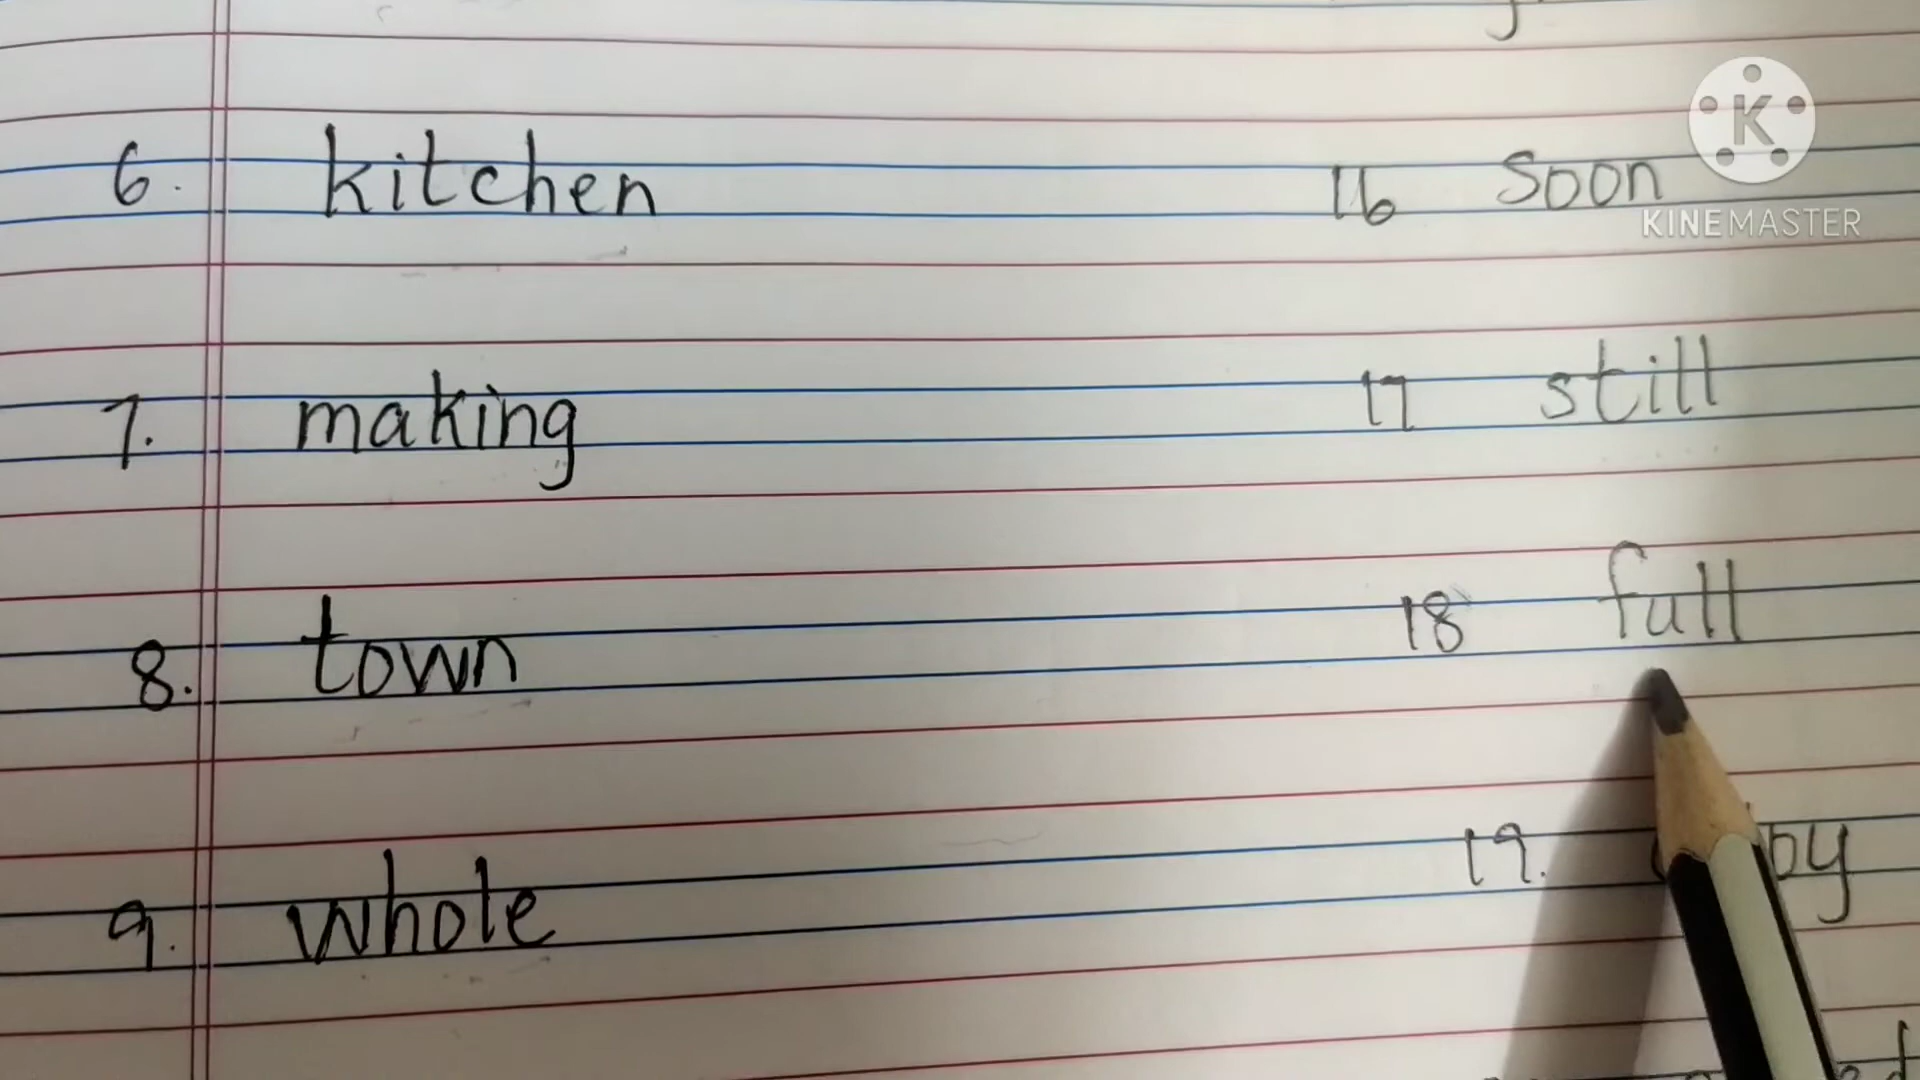 6. kitchen
7. making
8. town
9. whole
16 soon
17 still
18 full
19.
K
KINEMASTER